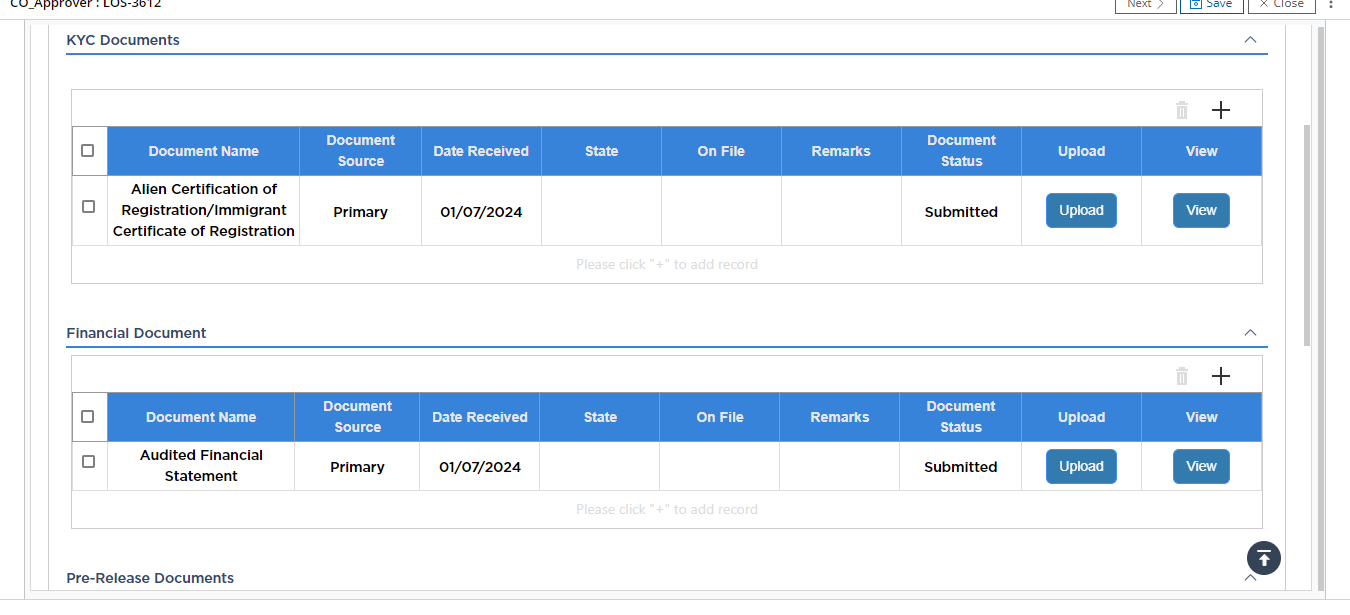 CO_Approver : LOS-3612
Next Save Close
KYC Documents
Document Name Document Source Date Received State On File Remarks Document Status Upload View
Alien Certification of
Registration/Immigrant
Certificate of Registration
Primary 01/07/2024 Submitted Upload View
Please click "+" to add record
Financial Document
Document Name Document Source Date Received State On File Remarks Document Status Upload View
Audited Financial
Statement
Primary 01/07/2024 Submitted Upload View
Please click "+" to add record
Pre-Release Documents